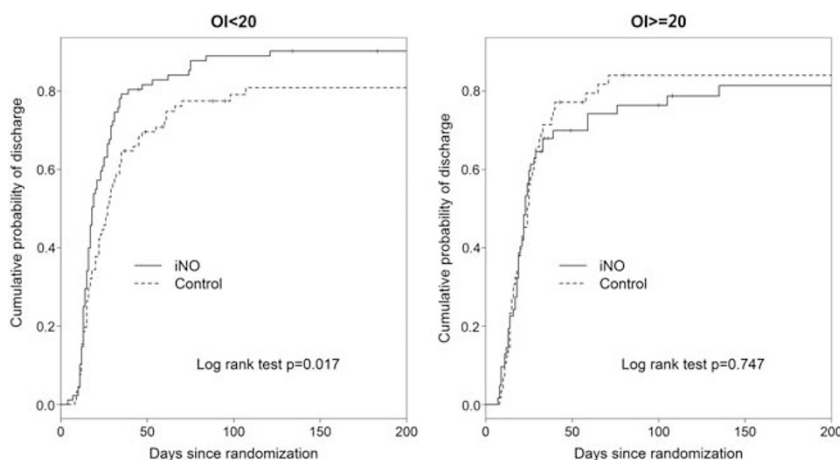 OI<20
Cumulative probability of discharge
0.8
0.6
0.4
0.2
0.0
iNO
Control
Log rank test p=0.017
0
50
100
150
200
Days since randomization
OI>=20
Cumulative probability of discharge
0.8
0.6
0.4
0.2
0.0
iNO
Control
Log rank test p=0.747
0
50
100
150
200
Days since randomization